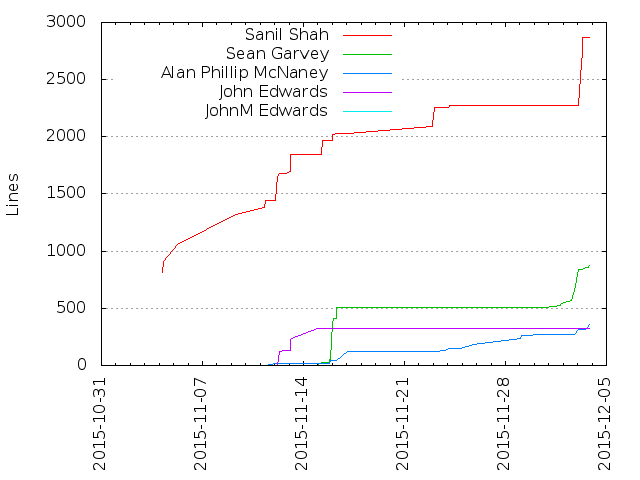 3000
2500
2000
1500
1000
500
0
Lines
Sanil Shah
Sean Garvey
Alan Phillip McNaney
John Edwards
JohnM Edwards
2015-10-31
2015-11-07
2015-11-14
2015-11-21
2015-11-28
2015-12-05